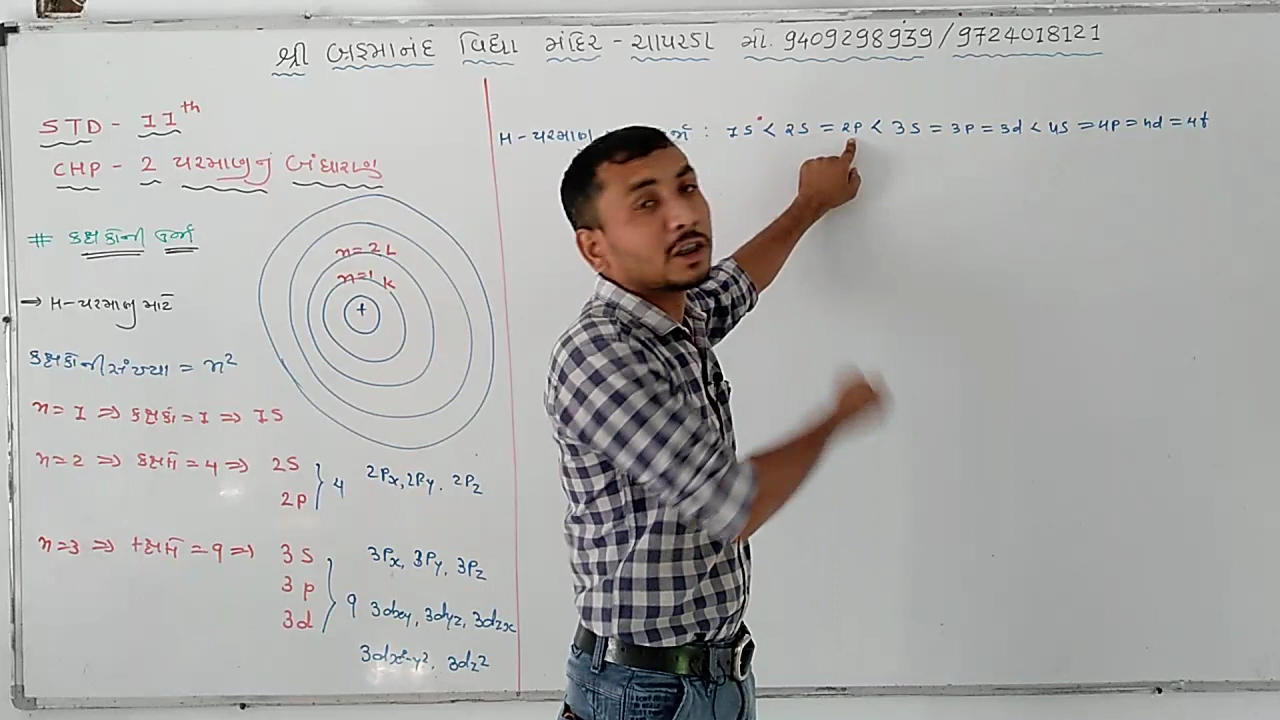 શ્રી બ્રહ્માનંદ વિદ્યા મંદિર - ચાપરડા મો. 9409298939 / 9724018121
STD - 11th
CHP - 2 પરમાણુનું બંધારણ
# કક્ષકોની ઉર્જા
→ H-પરમાણુ માટે
કક્ષકોની સંખ્યા = n²
n=1 ⇒ કક્ષકો = 1 ⇒ 1S
n=2 ⇒ કક્ષકો = 4 ⇒ 2S
2p } 4 2Px, 2Py. 2Pz
n=3 ⇒ કક્ષકો = 9 ⇒ 3S 3Px, 3Py, 3Pz
3p
3d } 9 3dxy, 3dyz, 3dzx
3dx²-y², 3dz²
n=2 L
n=1 K
+
H-પરમાણુ : 1S < 2S = 2P < 3S = 3P = 3d < 4S = 4P = 4d = 4f